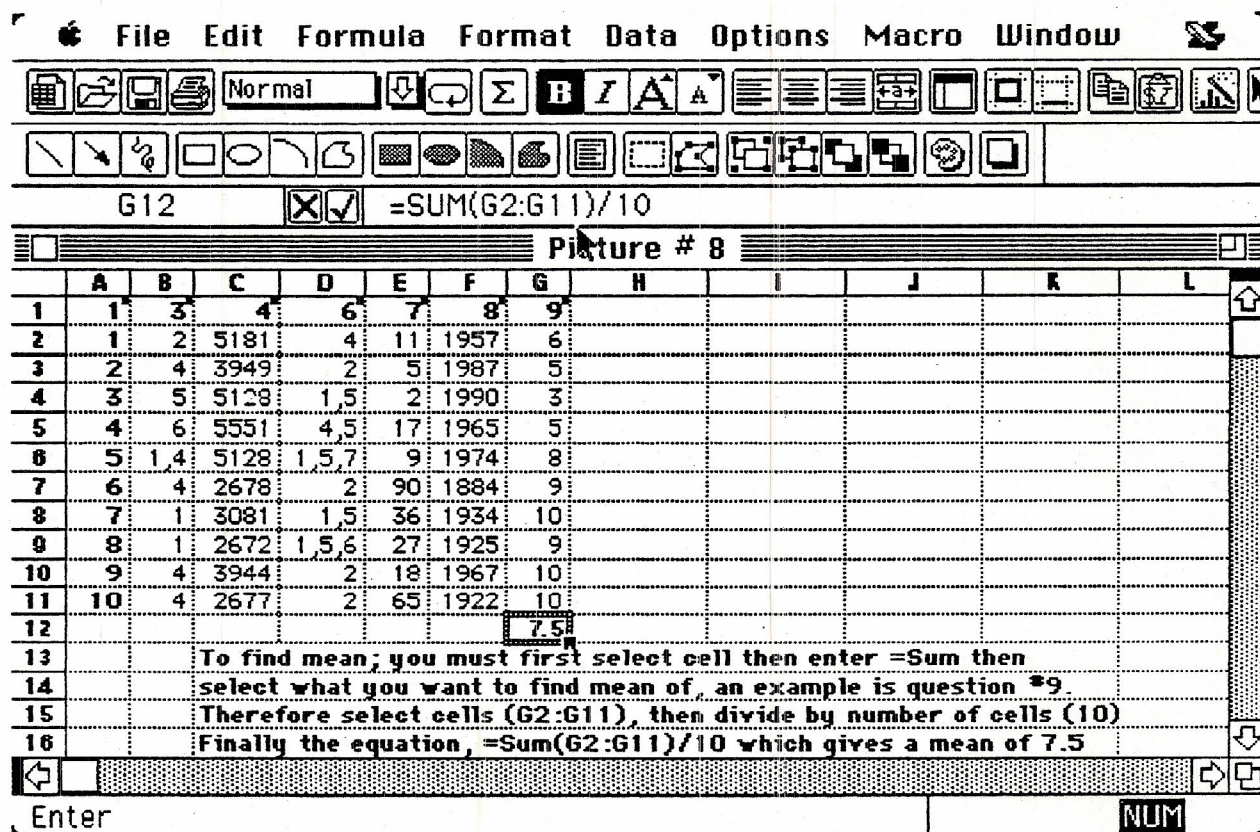 File Edit Formula Format Data Options Macro Window
Normal Σ B I A A a $7
G12 =SUM(G2:G11)/10
Picture # 8
A B C D E F G H I J K L
1 1 3 4 6 7 8 9
2 1 2 5181 4 11 1957 6
3 2 4 3949 2 5 1987 5
4 3 5 5128 1,5 2 1990 3
5 4 6 5551 4,5 17 1965 5
6 5 1,4 5128 1,5,7 9 1974 8
7 6 4 2678 2 90 1884 9
8 7 1 3081 1,5 36 1934 10
9 8 1 2672 1,5,6 27 1925 9
10 9 4 3944 2 18 1967 10
11 10 4 2677 2 65 1922 10
12 7.5
13 To find mean; you must first select cell then enter =Sum then
14 select what you want to find mean of, an example is question #9.
15 Therefore select cells (G2:G11), then divide by number of cells (10)
16 Finally the equation, =Sum(G2:G11)/10 which gives a mean of 7.5
Enter NUM